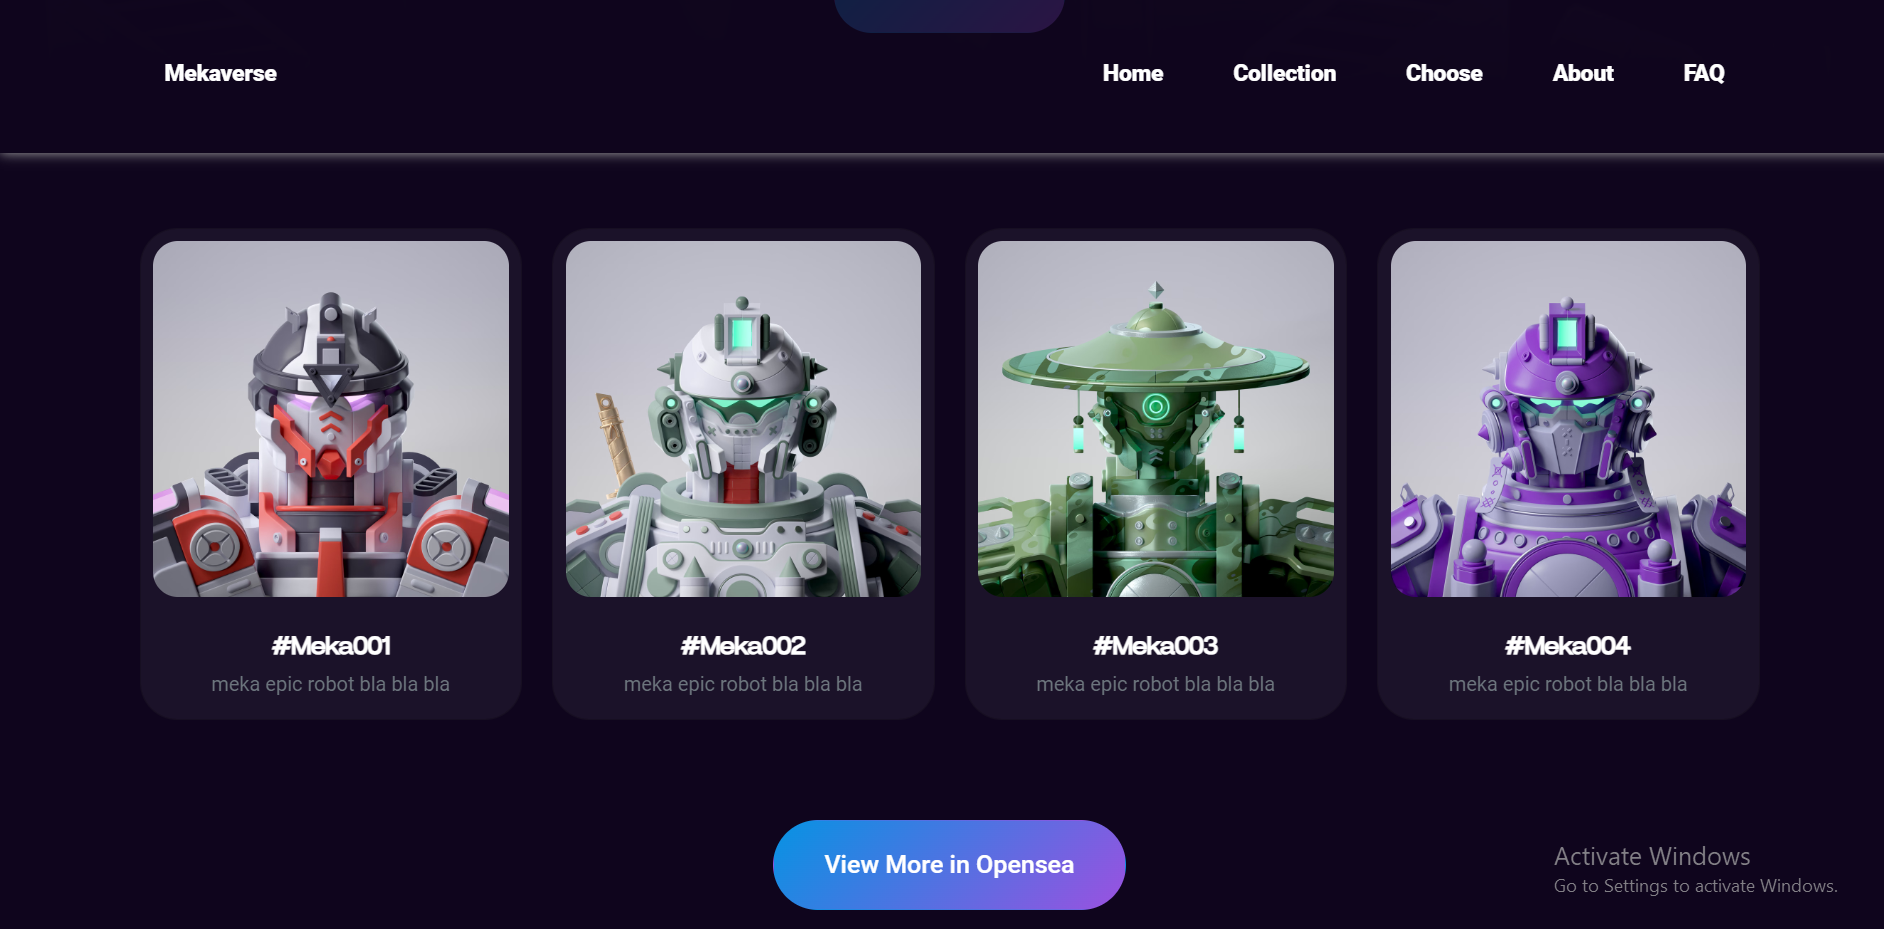 Mekaverse
Home
Collection
Choose
About
FAQ
#Meka001
meka epic robot bla bla bla
#Meka002
meka epic robot bla bla bla
#Meka003
meka epic robot bla bla bla
#Meka004
meka epic robot bla bla bla
View More in Opensea
Activate Windows
Go to Settings to activate Windows.